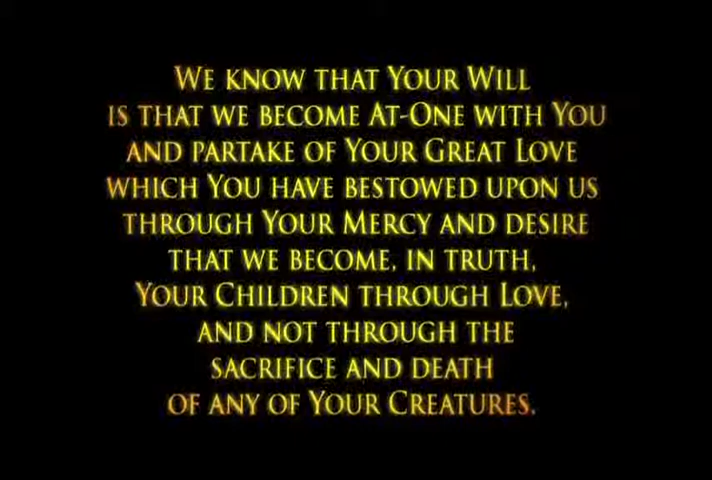 We know that Your Will
is that we become At-One with You
and partake of Your Great Love
which You have bestowed upon us
through Your Mercy and desire
that we become, in truth,
Your Children through Love,
and not through the
sacrifice and death
of any of Your Creatures.